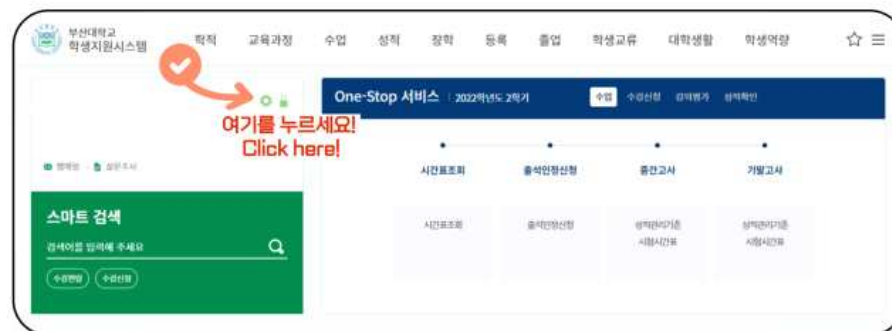 부산대학교
학생지원시스템
학적 교육과정 수업 성적 장학 등록 졸업 학생교류 대학생활 학생역량
One-Stop 서비스 2022학년도 2학기 수업 수강신청 강의평가 성적확인
여기를 누르세요!
Click here!
시간표조회 출석인정신청 중간고사 기말고사
설문조사
스마트 검색
검색어를 입력해 주세요
수강편람 수강신청
시간표조회 출석인정신청 성적관리기준 성적관리기준
시험시간표 시험시간표